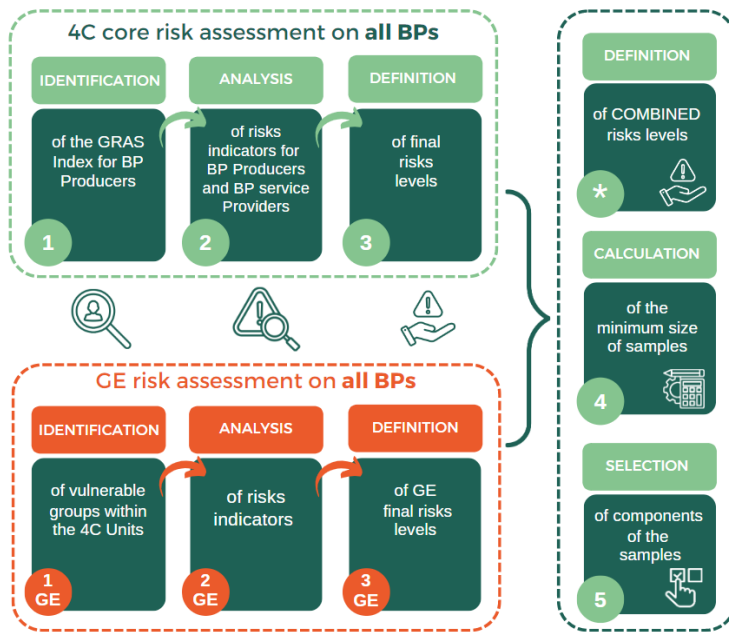 4C core risk assessment on all BPs
IDENTIFICATION
of the GRAS
Index for BP
Producers
1
ANALYSIS
of risks
indicators for
BP Producers
and BP service
Providers
2
DEFINITION
of final
risks
levels
3
GE risk assessment on all BPs
IDENTIFICATION
of vulnerable
groups within
the 4C Units
1
GE
ANALYSIS
of risks
indicators
2
GE
DEFINITION
of GE
final risks
levels
3
GE
DEFINITION
of COMBINED
risks levels
*
CALCULATION
of the
minimum size
of samples
4
SELECTION
of components
of the
samples
5